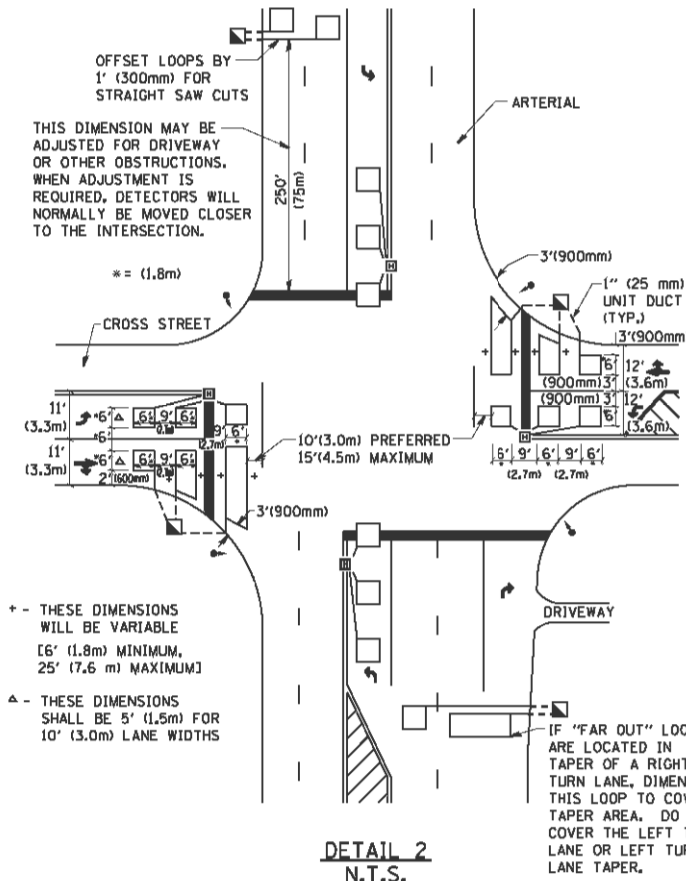 OFFSET LOOPS BY
1' (300mm) FOR
STRAIGHT SAW CUTS
THIS DIMENSION MAY BE
ADJUSTED FOR DRIVEWAY
OR OTHER OBSTRUCTIONS.
WHEN ADJUSTMENT IS
REQUIRED, DETECTORS WILL
NORMALLY BE MOVED CLOSER
TO THE INTERSECTION.
* = (1.8m)
250'
(75m)
ARTERIAL
CROSS STREET
H
3'(900mm)
1" (25 mm)
UNIT DUCT
(TYP.)
3'(900mm
6'
3'
(900mm)
(900mm)
3'
6'
12'
(3.6m)
12'
(3.6m)
H
6' 9' 6' 9' 6'
* * *
(2.7m) (2.7m)
10'(3.0m) PREFERRED
15'(4.5m) MAXIMUM
H
11'
(3.3m)
*6'
△
6' 9' 6'
9' 6'
(2.7m)
*6'
11'
(3.3m)
*6'
△
6' 9' 6'
2' (600mm)
3'(900mm)
H
DRIVEWAY
+ - THESE DIMENSIONS
WILL BE VARIABLE
[6' (1.8m) MINIMUM,
25' (7.6 m) MAXIMUM]
△ - THESE DIMENSIONS
SHALL BE 5' (1.5m) FOR
10' (3.0m) LANE WIDTHS
IF "FAR OUT" LOO
ARE LOCATED IN
TAPER OF A RIGHT
TURN LANE, DIMEN
THIS LOOP TO COV
TAPER AREA. DO
COVER THE LEFT T
LANE OR LEFT TUR
LANE TAPER.
DETAIL 2
N.T.S.